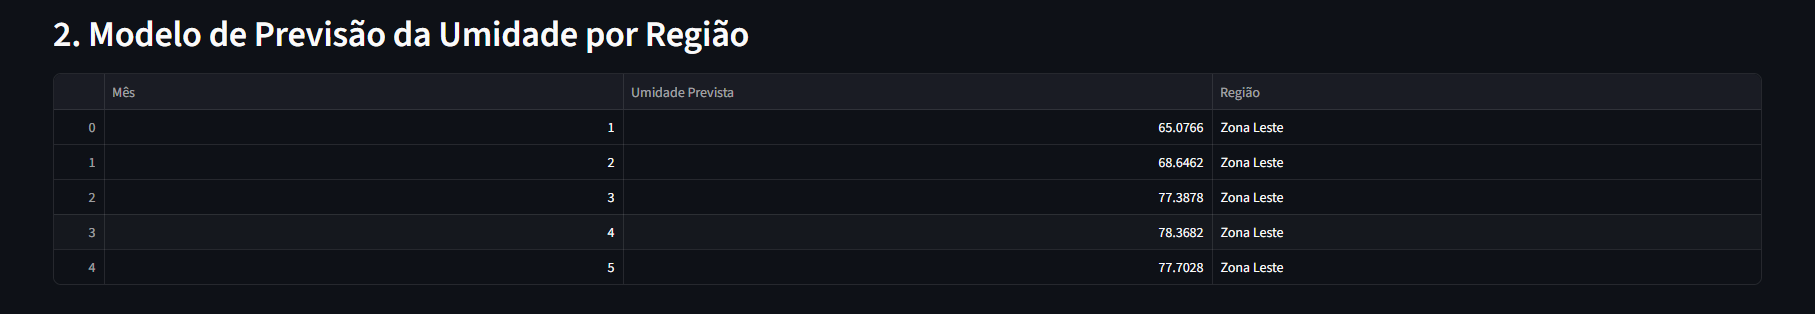 2. Modelo de Previsão da Umidade por Região
Mês Umidade Prevista Região
0 1 65.0766 Zona Leste
1 2 68.6462 Zona Leste
2 3 77.3878 Zona Leste
3 4 78.3682 Zona Leste
4 5 77.7028 Zona Leste